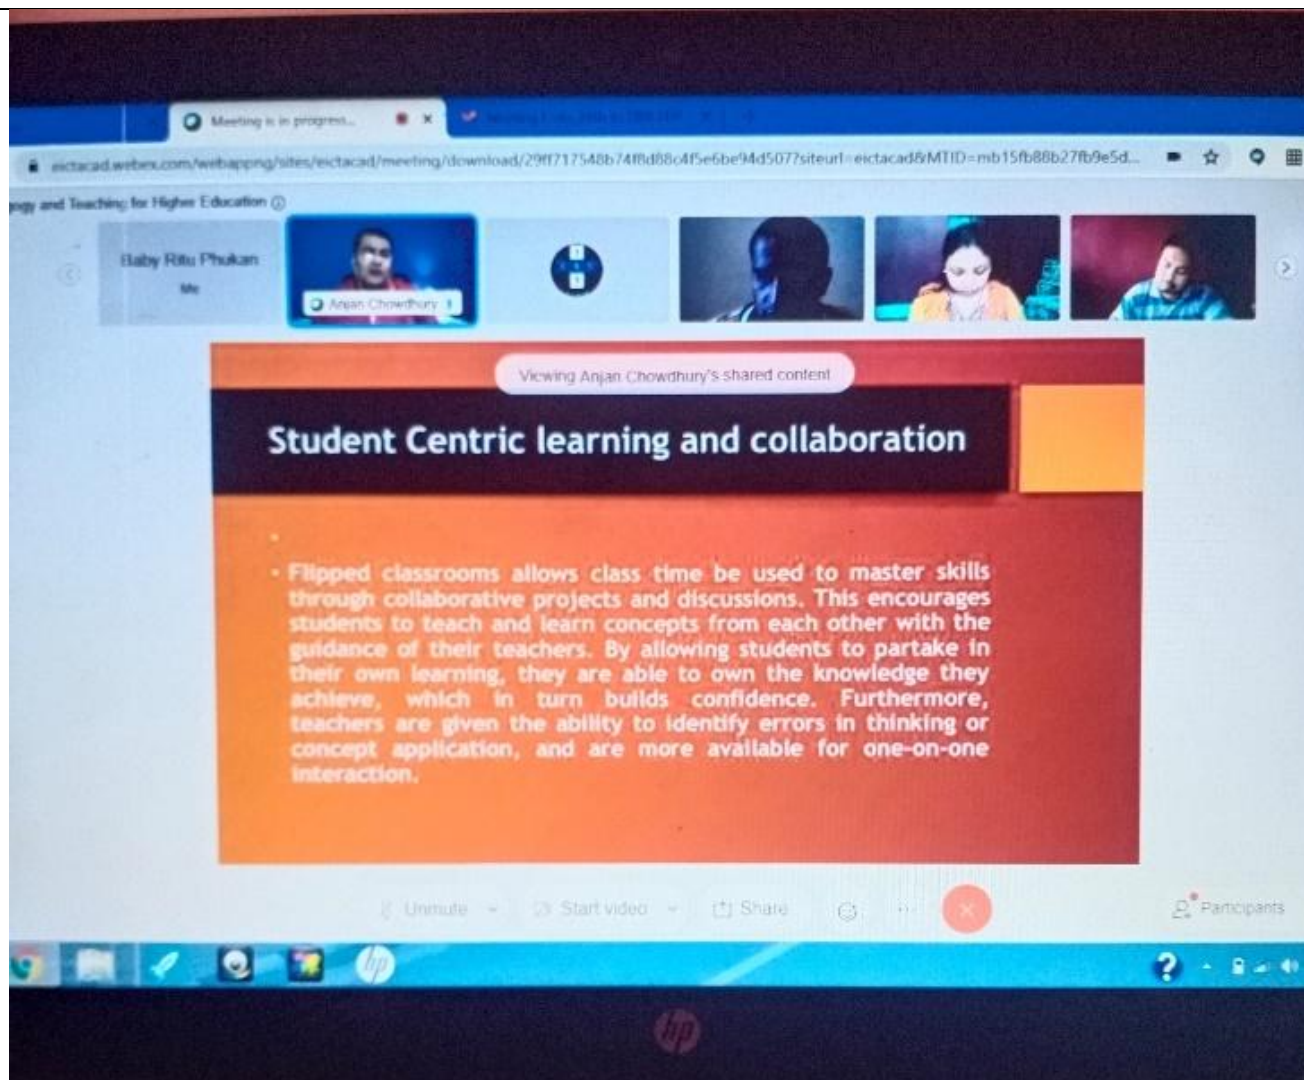 Meeting is in progress...
eictacad.webex.com/webappng/sites/eictacad/meeting/download/29ff717548b74f8d88c4f5e6be94d507?siteurl=eictacad&MTID=mb15fb88b27fb9e5d...
ogy and Teaching for Higher Education
Baby Ritu Phukan
Me
Anjan Chowdhury
Viewing Anjan Chowdhury's shared content
Student Centric learning and collaboration
• Flipped classrooms allows class time be used to master skills
through collaborative projects and discussions. This encourages
students to teach and learn concepts from each other with the
guidance of their teachers. By allowing students to partake in
their own learning, they are able to own the knowledge they
achieve, which in turn builds confidence. Furthermore,
teachers are given the ability to identify errors in thinking or
concept application, and are more available for one-on-one
interaction.
Unmute
Start video
Share
Participants
hp
hp